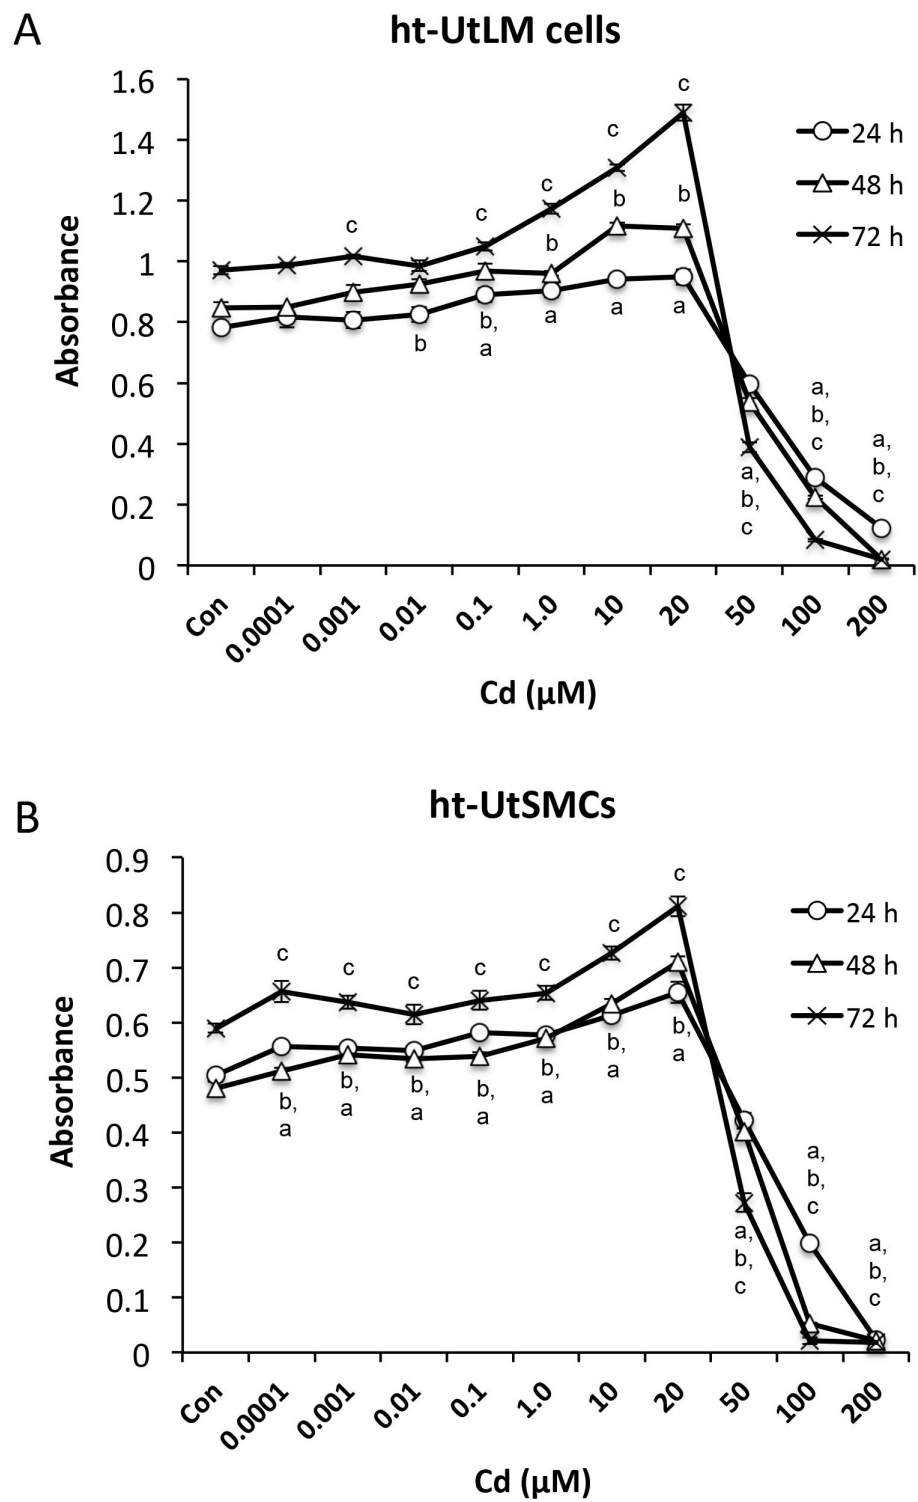 A
ht-UtLM cells
1.6
1.4
1.2
1
0.8
0.6
0.4
0.2
0
Absorbance
24 h
48 h
72 h
c
c
c
c
c
c
b
b
b
b
b,
a
a
a
a
a,
b,
c
a,
b,
c
a,
b,
c
Con
0.0001
0.001
0.01
0.1
1.0
10
20
50
100
200
Cd (µM)
B
ht-UtSMCs
0.9
0.8
0.7
0.6
0.5
0.4
0.3
0.2
0.1
0
Absorbance
24 h
48 h
72 h
c
c
c
c
c
c
c
b,
a
b,
a
b,
a
b,
a
b,
a
b,
a
b,
a
a,
b,
c
a,
b,
c
a,
b,
c
Con
0.0001
0.001
0.01
0.1
1.0
10
20
50
100
200
Cd (µM)